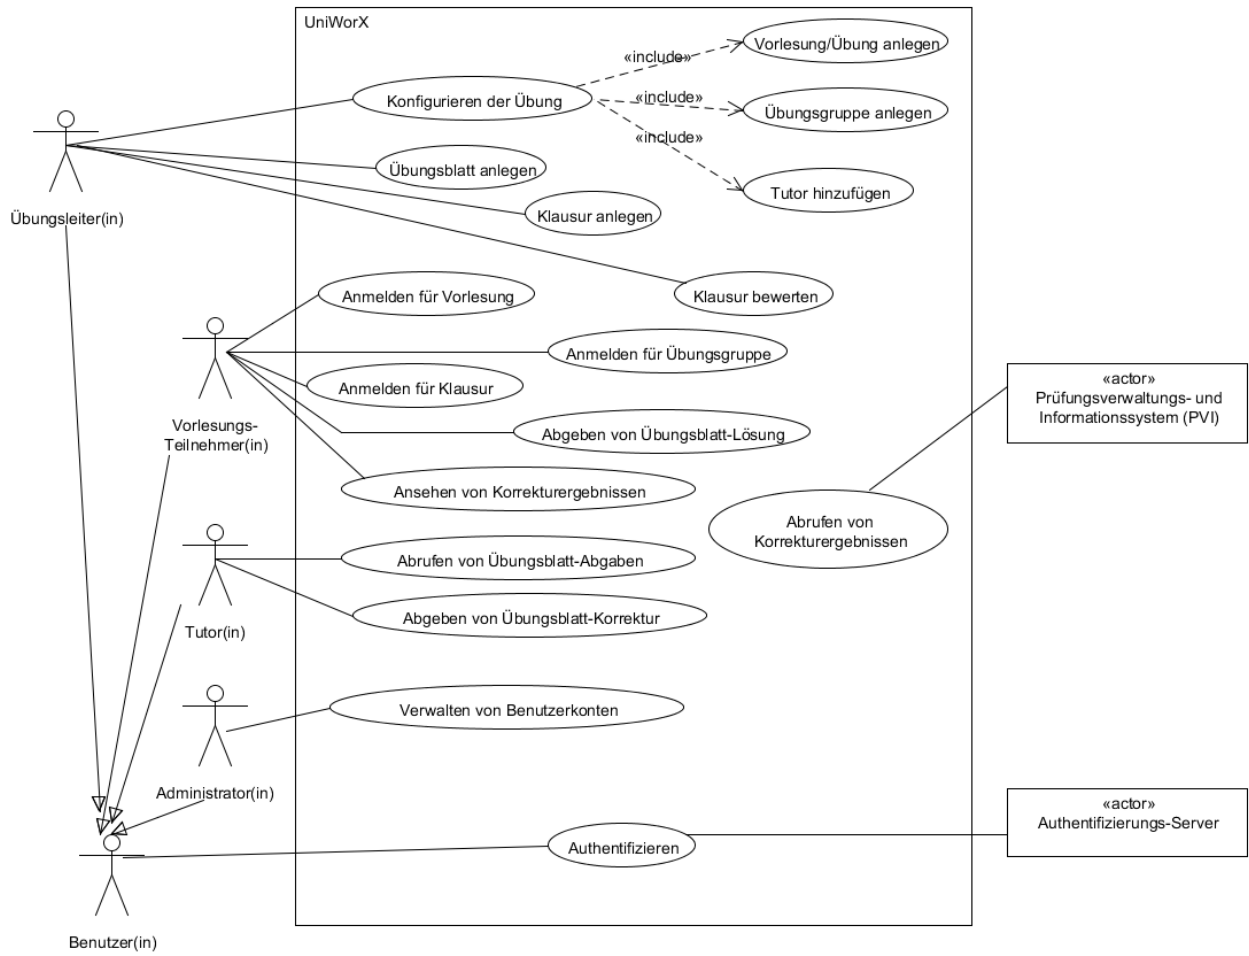 UniWorX
Vorlesung/Übung anlegen
«include»
Konfigurieren der Übung
«include»
Übungsgruppe anlegen
«include»
Übungsblatt anlegen
Tutor hinzufügen
Übungsleiter(in)
Klausur anlegen
Anmelden für Vorlesung
Klausur bewerten
Anmelden für Übungsgruppe
Anmelden für Klausur
«actor»
Prüfungsverwaltungs- und
Informationssystem (PVI)
Vorlesungs-
Teilnehmer(in)
Abgeben von Übungsblatt-Lösung
Ansehen von Korrekturergebnissen
Abrufen von
Korrekturergebnissen
Abrufen von Übungsblatt-Abgaben
Abgeben von Übungsblatt-Korrektur
Tutor(in)
Verwalten von Benutzerkonten
Administrator(in)
«actor»
Authentifizierungs-Server
Authentifizieren
Benutzer(in)